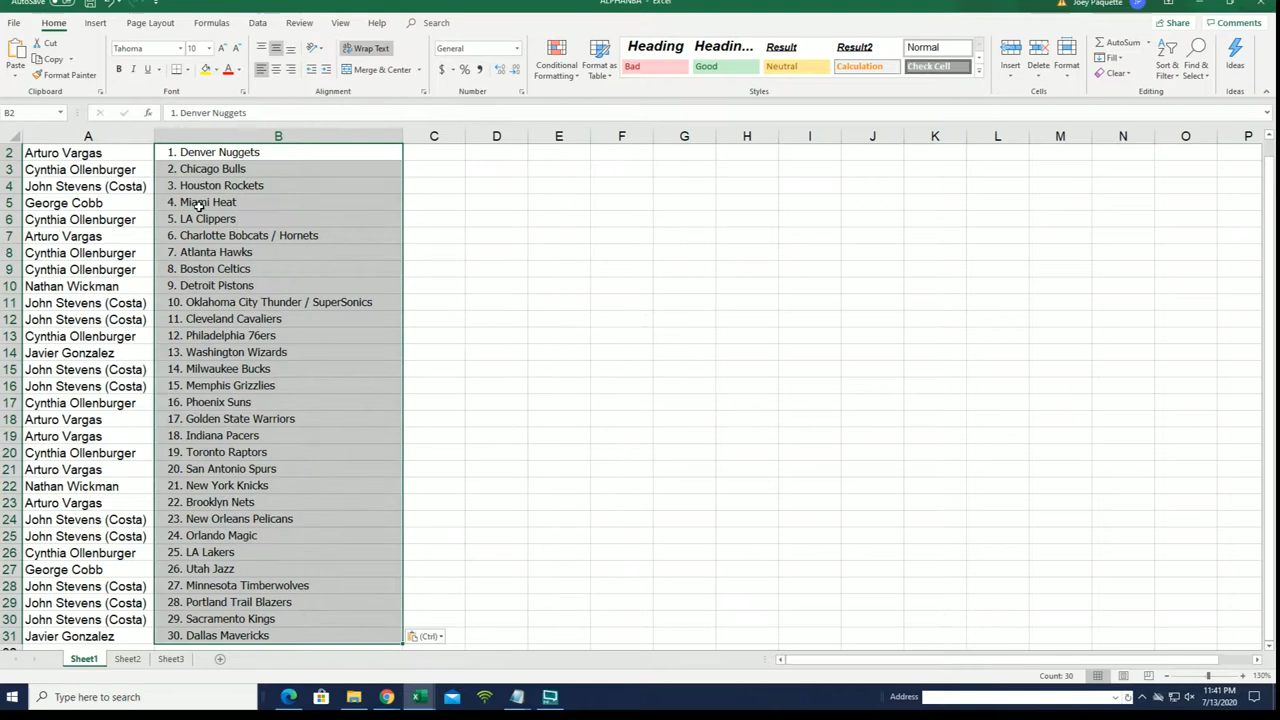 ALPHANBA - Excel
Joey Paquette
JP
File Home Insert Page Layout Formulas Data Review View Help Search
Share Comments
Paste Cut Copy Format Painter
Tahoma 10 Wrap Text Merge & Center General
Conditional Formatting Format as Table
Heading Headin... Result Result2 Normal
Bad Good Neutral Calculation Check Cell
Insert Delete Format
AutoSum Fill Clear Sort & Filter Find & Select Ideas
Clipboard Font Alignment Number Styles Cells Editing Ideas
B2 fx 1. Denver Nuggets
A B C D E F G H I J K L M N O P
2 Arturo Vargas 1. Denver Nuggets
3 Cynthia Ollenburger 2. Chicago Bulls
4 John Stevens (Costa) 3. Houston Rockets
5 George Cobb 4. Miami Heat
6 Cynthia Ollenburger 5. LA Clippers
7 Arturo Vargas 6. Charlotte Bobcats / Hornets
8 Cynthia Ollenburger 7. Atlanta Hawks
9 Cynthia Ollenburger 8. Boston Celtics
10 Nathan Wickman 9. Detroit Pistons
11 John Stevens (Costa) 10. Oklahoma City Thunder / SuperSonics
12 John Stevens (Costa) 11. Cleveland Cavaliers
13 Cynthia Ollenburger 12. Philadelphia 76ers
14 Javier Gonzalez 13. Washington Wizards
15 John Stevens (Costa) 14. Milwaukee Bucks
16 John Stevens (Costa) 15. Memphis Grizzlies
17 Cynthia Ollenburger 16. Phoenix Suns
18 Arturo Vargas 17. Golden State Warriors
19 Arturo Vargas 18. Indiana Pacers
20 Cynthia Ollenburger 19. Toronto Raptors
21 Arturo Vargas 20. San Antonio Spurs
22 Nathan Wickman 21. New York Knicks
23 Arturo Vargas 22. Brooklyn Nets
24 John Stevens (Costa) 23. New Orleans Pelicans
25 John Stevens (Costa) 24. Orlando Magic
26 Cynthia Ollenburger 25. LA Lakers
27 George Cobb 26. Utah Jazz
28 John Stevens (Costa) 27. Minnesota Timberwolves
29 John Stevens (Costa) 28. Portland Trail Blazers
30 John Stevens (Costa) 29. Sacramento Kings
31 Javier Gonzalez 30. Dallas Mavericks
(Ctrl)
Sheet1 Sheet2 Sheet3
Count: 30 130%
Type here to search
Address
11:41 PM
7/13/2020